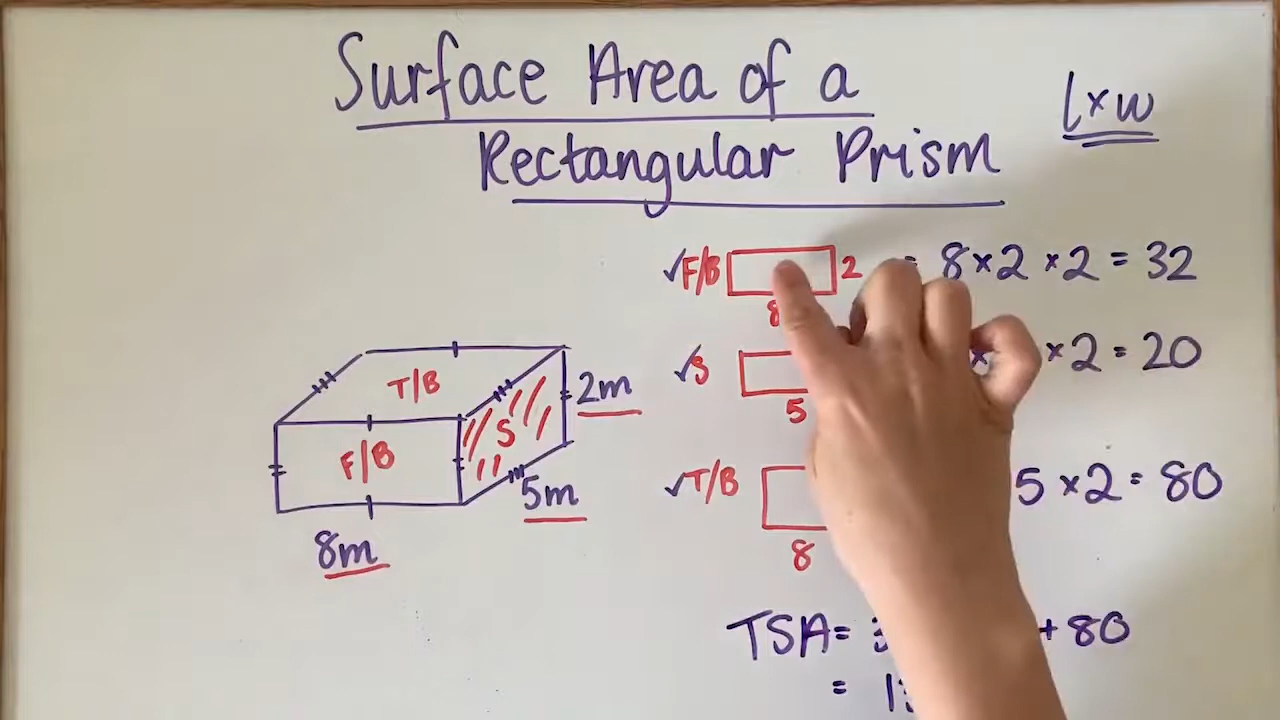 Surface Area of a
Rectangular Prism
l×w
✓F/B 2 = 8×2 ×2 = 32
8
✓S × ×2 = 20
5
✓T/B 5 ×2 = 80
8
TSA = 3 +80
= 13
T/B
F/B
S
2m
5m
8m